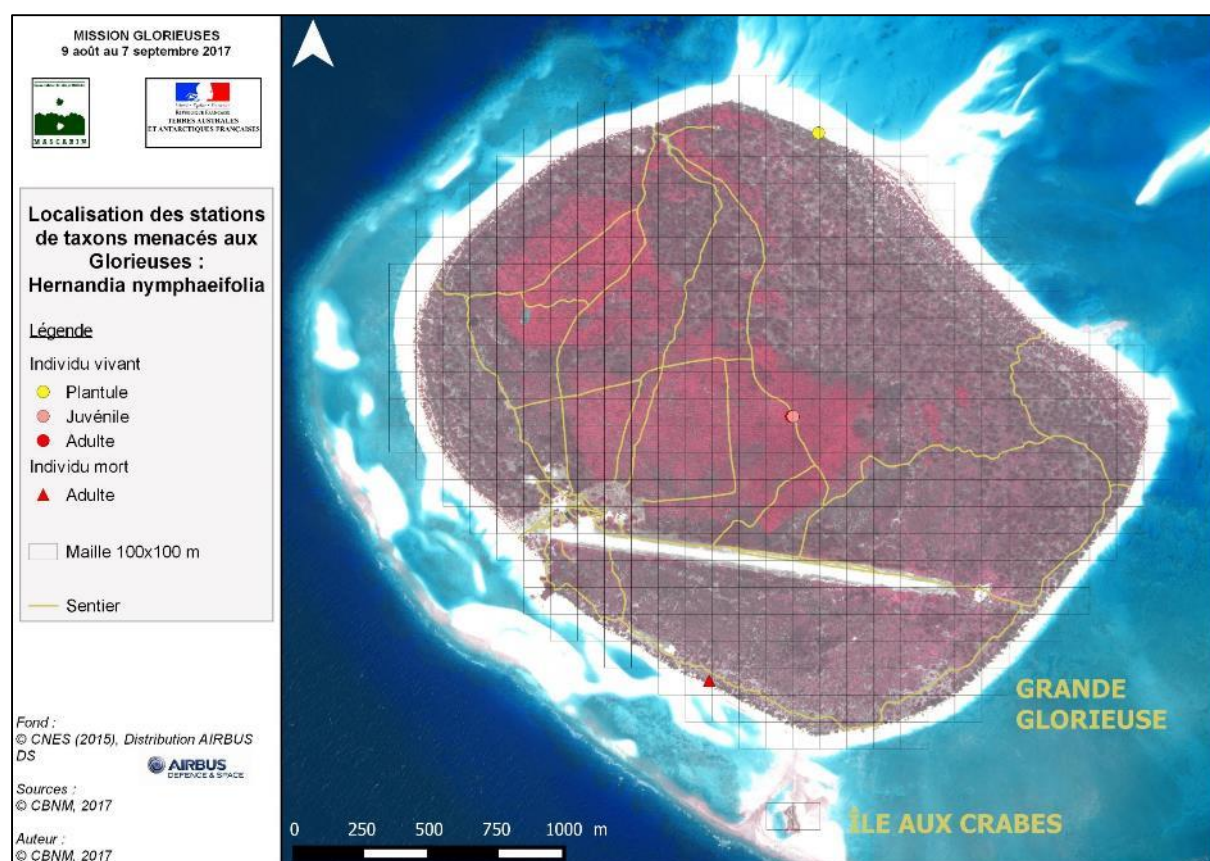 MISSION GLORIEUSES
9 août au 7 septembre 2017
MASCARIN
RÉPUBLIQUE FRANÇAISE
TERRES AUSTRALES
ET ANTARCTIQUES FRANÇAISES
Localisation des stations
de taxons menacés aux
Glorieuses :
Hernandia nymphaeifolia
Légende
Individu vivant
Plantule
Juvénile
Adulte
Individu mort
Adulte
Maille 100x100 m
Sentier
Fond :
© CNES (2015), Distribution AIRBUS
DS
AIRBUS
DEFENCE & SPACE
Sources :
© CBNM, 2017
Auteur :
© CBNM, 2017
GRANDE
GLORIEUSE
ÎLE AUX CRABES
0 250 500 750 1000 m